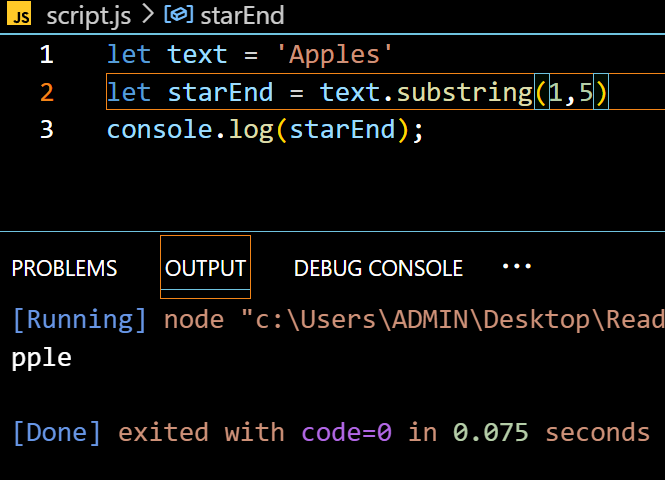 JS script.js > starEnd
1 let text = 'Apples'
2 let starEnd = text.substring(1,5)
3 console.log(starEnd);
PROBLEMS OUTPUT DEBUG CONSOLE ...
[Running] node "c:\Users\ADMIN\Desktop\Read
pple
[Done] exited with code=0 in 0.075 seconds